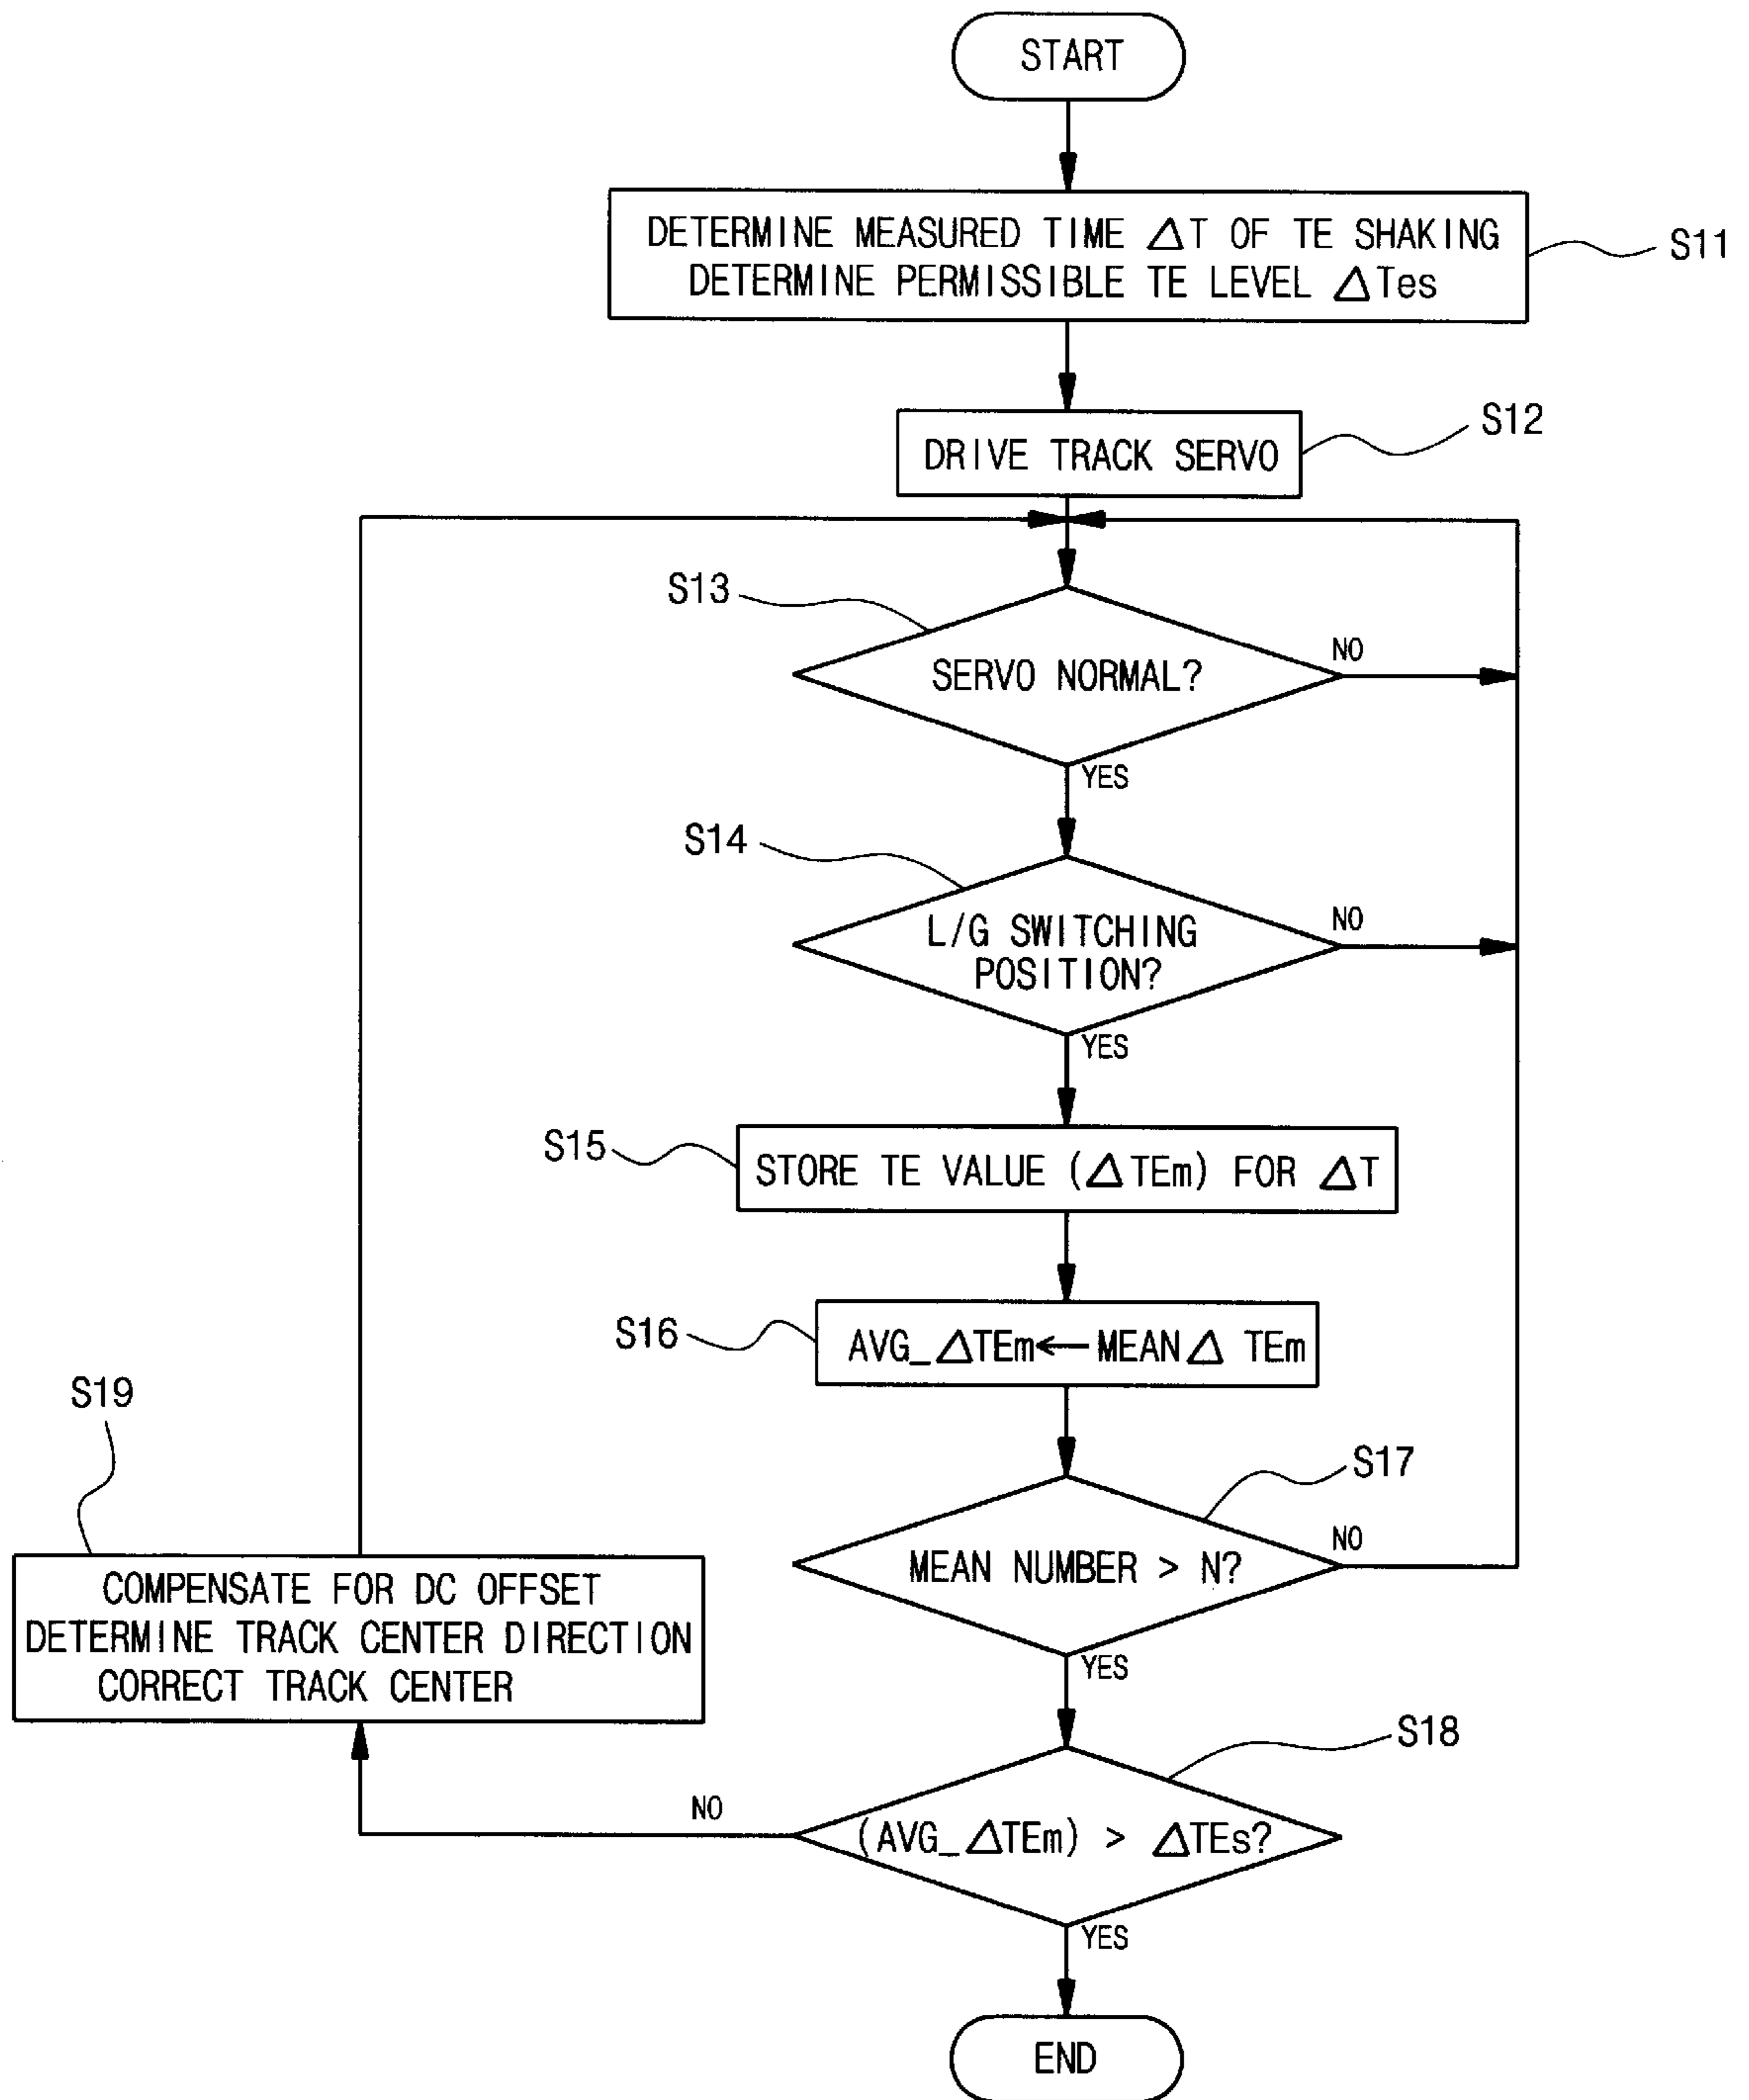 START
DETERMINE MEASURED TIME ΔT OF TE SHAKING
DETERMINE PERMISSIBLE TE LEVEL ΔTes
S11
DRIVE TRACK SERVO
S12
S13
SERVO NORMAL?
NO
YES
S14
L/G SWITCHING
POSITION?
NO
YES
S15
STORE TE VALUE (ΔTEm) FOR ΔT
S16
AVG_ΔTEm← MEANΔ TEm
S17
MEAN NUMBER > N?
NO
YES
S19
COMPENSATE FOR DC OFFSET
DETERMINE TRACK CENTER DIRECTION
CORRECT TRACK CENTER
S18
(AVG_ΔTEm) > ΔTEs?
NO
YES
END